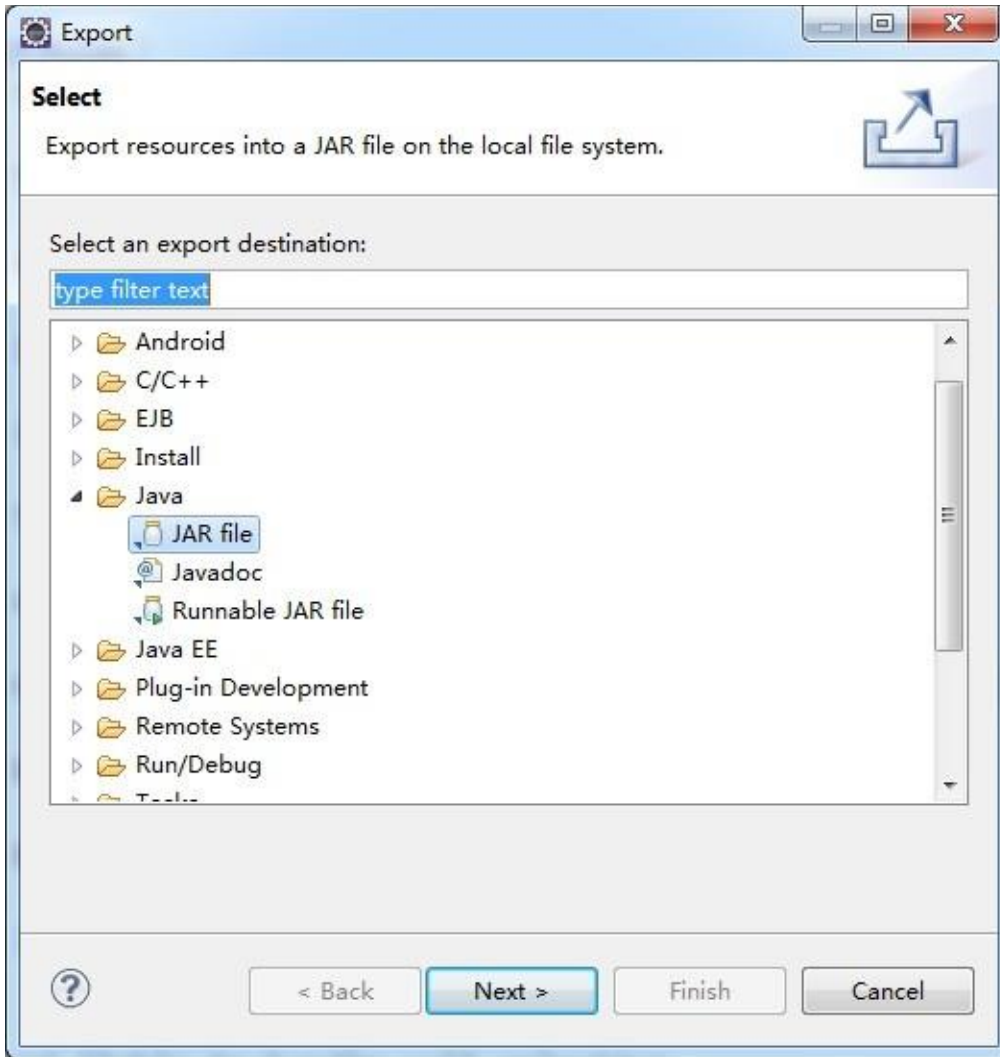 Export
Select
Export resources into a JAR file on the local file system.
Select an export destination:
type filter text
Android
C/C++
EJB
Install
Java
JAR file
Javadoc
Runnable JAR file
Java EE
Plug-in Development
Remote Systems
Run/Debug
< Back
Next >
Finish
Cancel